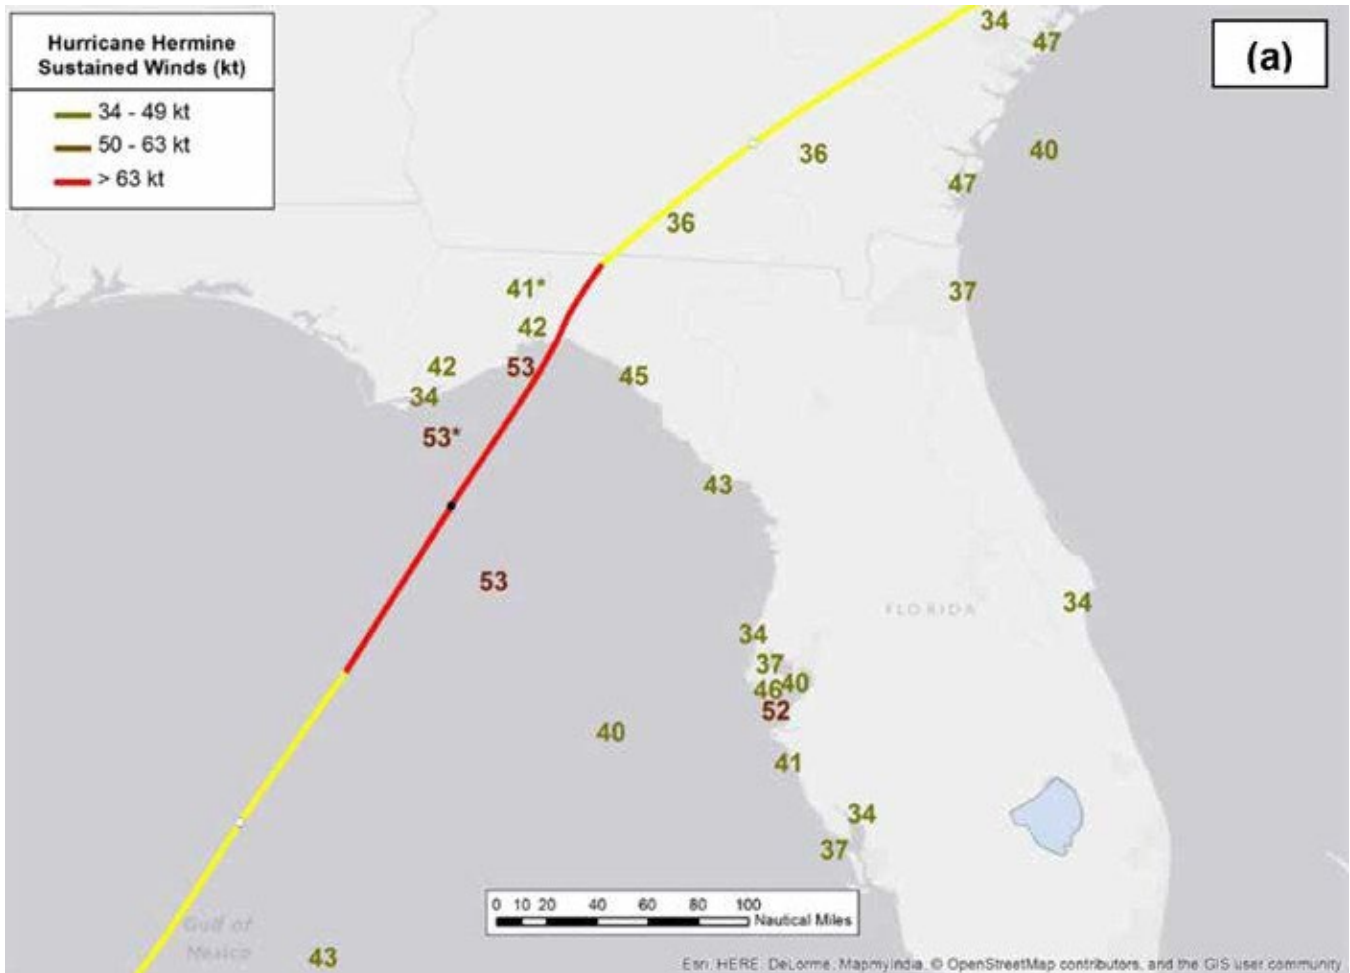 Hurricane Hermine
Sustained Winds (kt)
34 - 49 kt
50 - 63 kt
> 63 kt
(a)
34
47
40
36
47
36
41*
37
42
42
53
45
34
53*
43
53
34
FLORIDA
34
37
40
46
52
40
41
34
37
0 10 20 40 60 80 100
Nautical Miles
Gulf of
Mexico
43
Esri, HERE, DeLorme, MapmyIndia, © OpenStreetMap contributors, and the GIS user community